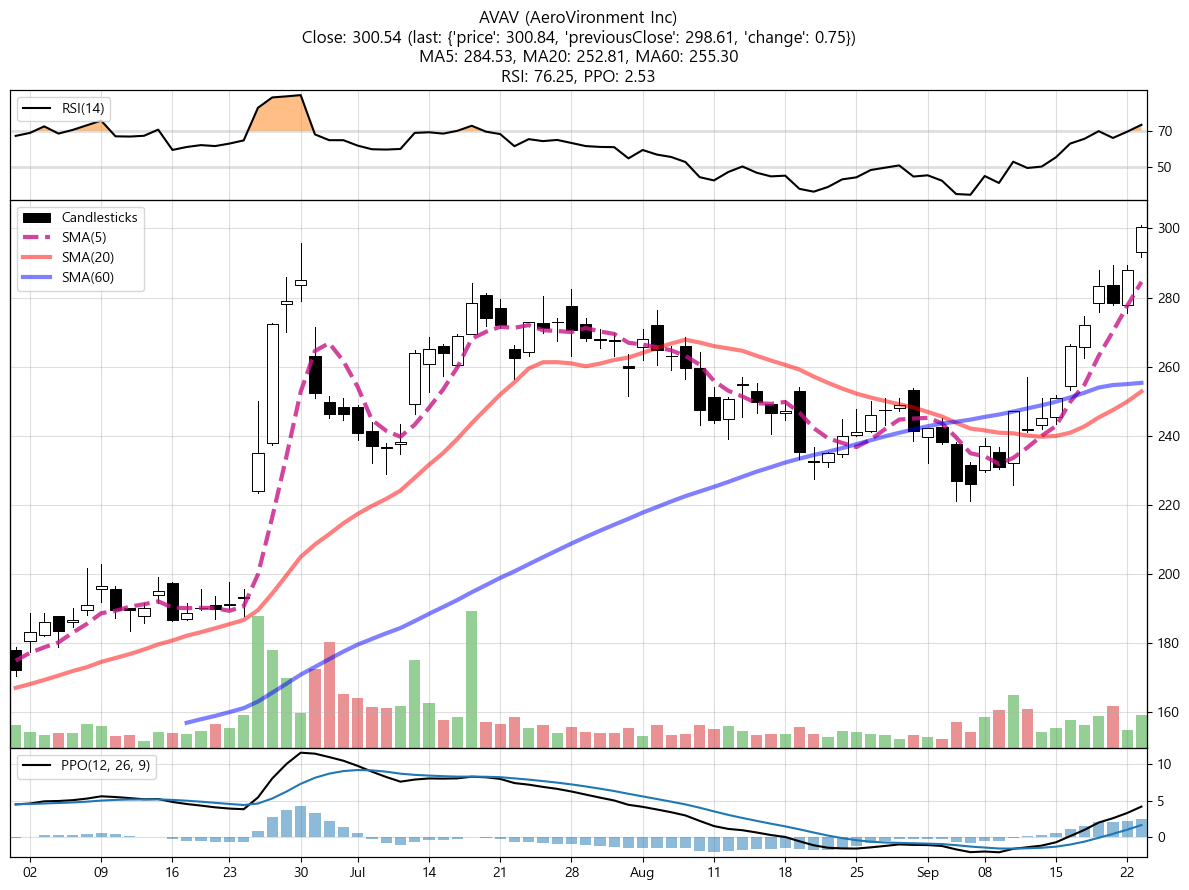 AVAV (AeroVironment Inc)
Close: 300.54 (last: {'price': 300.84, 'previousClose': 298.61, 'change': 0.75})
MA5: 284.53, MA20: 252.81, MA60: 255.30
RSI: 76.25, PPO: 2.53
RSI(14)
70
50
Candlesticks
SMA(5)
SMA(20)
SMA(60)
300
280
260
240
220
200
180
160
PPO(12, 26, 9)
10
5
0
02 09 16 23 Jul 14 21 28 Aug 11 18 25 Sep 08 15 22